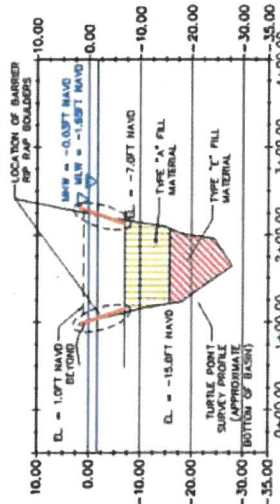 LOCATION OF BARRIER
RIP RAP BOULDERS
MHW = -0.03FT NAVD
MLW = -1.65FT NAVD
EL = 1.0FT NAVD
BEYOND
EL = -7.0FT NAVD
TYPE "A" FILL
MATERIAL
EL = -15.0FT NAVD
TYPE "E" FILL
MATERIAL
TURTLE POINT
SURVEY PROFILE
(APPROXIMATE
BOTTOM OF BASIN)
10.00
0.00
-10.00
-20.00
-30.00
-35.00
10.00
0.00
-10.00
-20.00
-30.00
-35.00
0+00.00
1+00.00
2+00.00
3+00.00